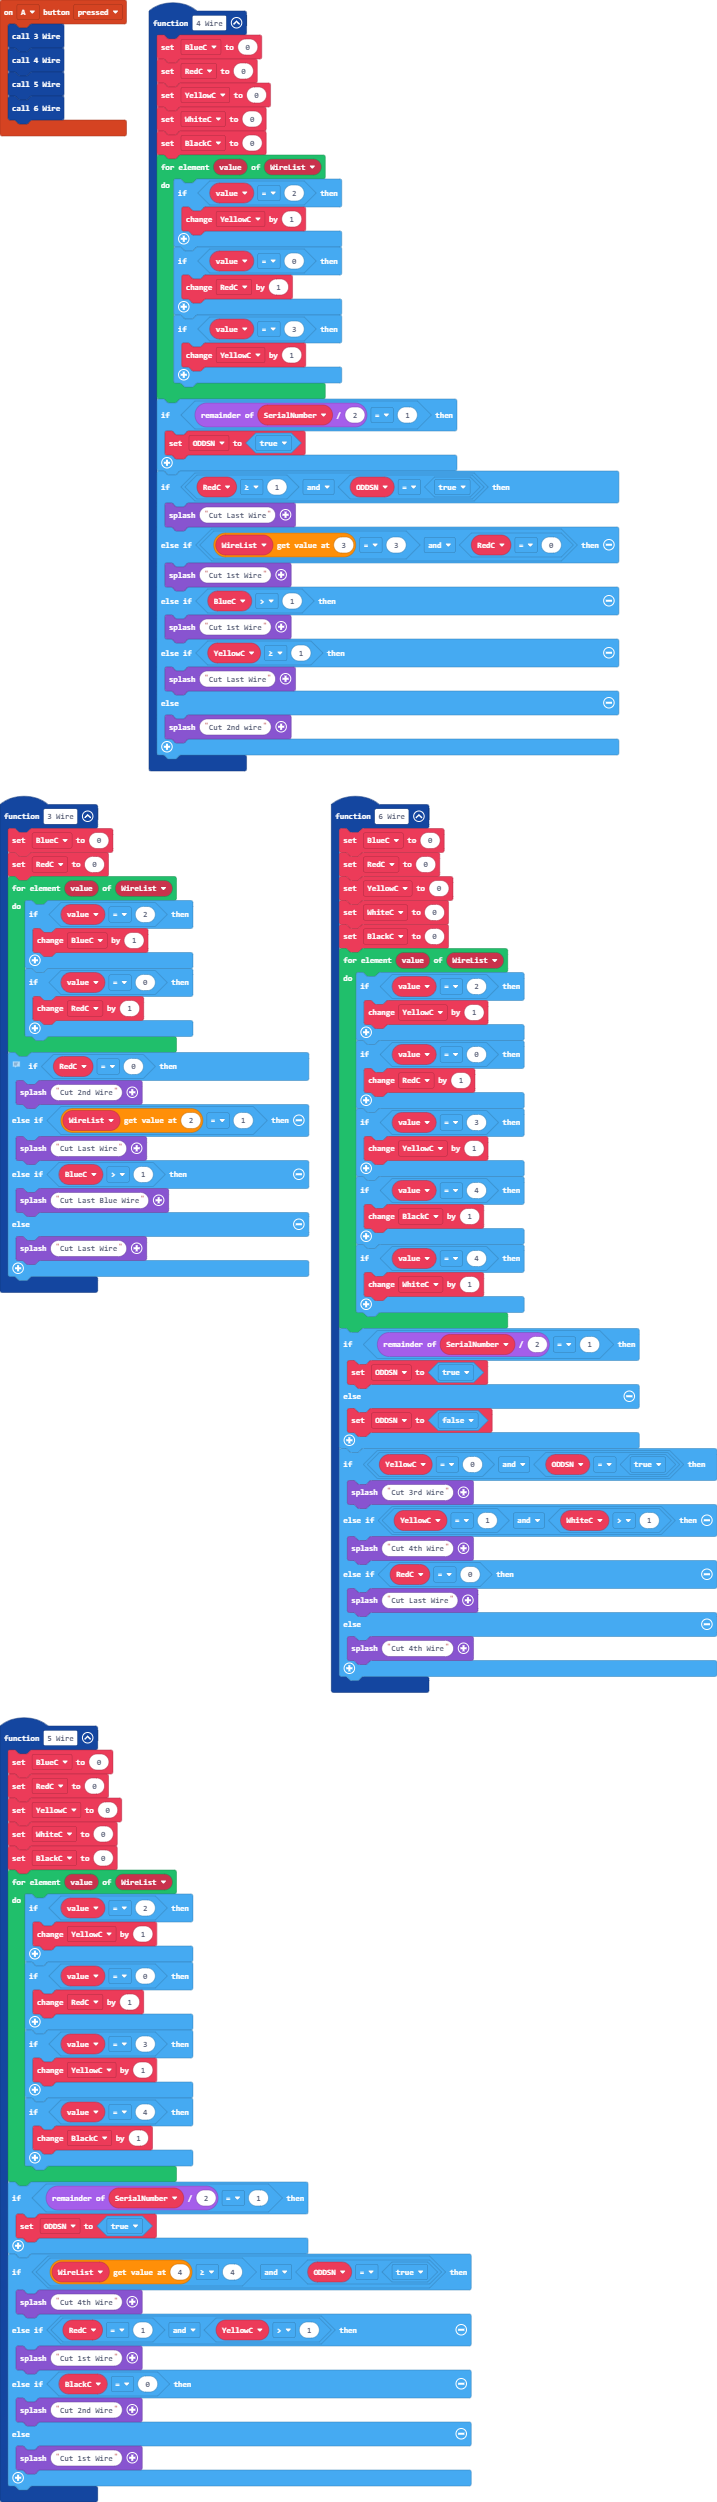 on A button pressed
call 3 Wire
call 4 Wire
call 5 Wire
call 6 Wire
function 4 Wire
set BlueC to 0
set RedC to 0
set YellowC to 0
set WhiteC to 0
set BlackC to 0
for element value of WireList
do
if value = 2 then
change YellowC by 1
if value = 0 then
change RedC by 1
if value = 3 then
change YellowC by 1
if remainder of SerialNumber / 2 = 1 then
set ODDSN to true
if RedC ≥ 1 and ODDSN = true then
splash "Cut Last Wire"
else if WireList get value at 3 = 3 and RedC = 0 then
splash "Cut 1st Wire"
else if BlueC > 1 then
splash "Cut 1st Wire"
else if YellowC ≥ 1 then
splash "Cut Last Wire"
else
splash "Cut 2nd wire"
function 3 Wire
set BlueC to 0
set RedC to 0
for element value of WireList
do
if value = 2 then
change BlueC by 1
if value = 0 then
change RedC by 1
if RedC = 0 then
splash "Cut 2nd Wire"
else if WireList get value at 2 = 1 then
splash "Cut Last Wire"
else if BlueC > 1 then
splash "Cut Last Blue Wire"
else
splash "Cut Last Wire"
function 6 Wire
set BlueC to 0
set RedC to 0
set YellowC to 0
set WhiteC to 0
set BlackC to 0
for element value of WireList
do
if value = 2 then
change YellowC by 1
if value = 0 then
change RedC by 1
if value = 3 then
change YellowC by 1
if value = 4 then
change BlackC by 1
if value = 4 then
change WhiteC by 1
if remainder of SerialNumber / 2 = 1 then
set ODDSN to true
else
set ODDSN to false
if YellowC = 0 and ODDSN = true then
splash "Cut 3rd Wire"
else if YellowC = 1 and WhiteC > 1 then
splash "Cut 4th Wire"
else if RedC = 0 then
splash "Cut Last Wire"
else
splash "Cut 4th Wire"
function 5 Wire
set BlueC to 0
set RedC to 0
set YellowC to 0
set WhiteC to 0
set BlackC to 0
for element value of WireList
do
if value = 2 then
change YellowC by 1
if value = 0 then
change RedC by 1
if value = 3 then
change YellowC by 1
if value = 4 then
change BlackC by 1
if remainder of SerialNumber / 2 = 1 then
set ODDSN to true
if WireList get value at 4 ≥ 4 and ODDSN = true then
splash "Cut 4th Wire"
else if RedC = 1 and YellowC > 1 then
splash "Cut 1st Wire"
else if BlackC = 0 then
splash "Cut 2nd Wire"
else
splash "Cut 1st Wire"